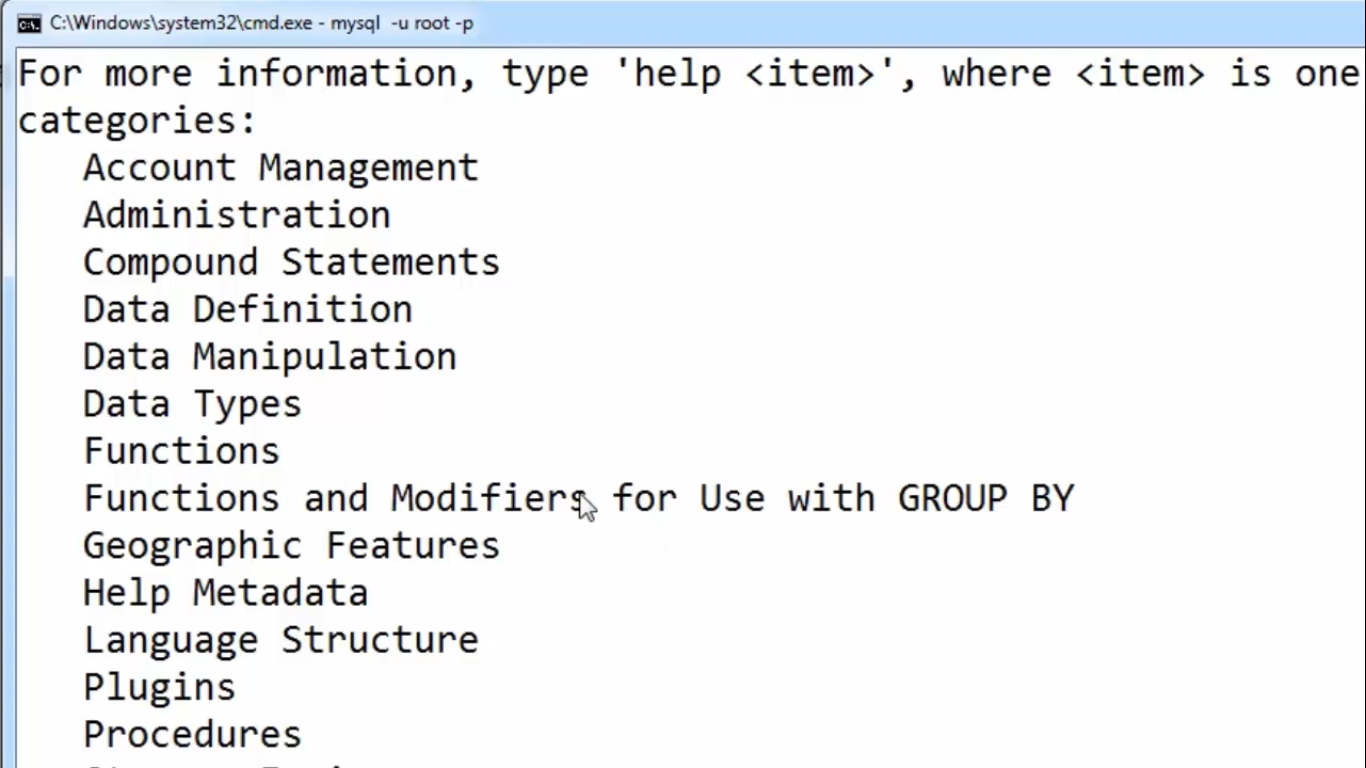 C:\Windows\system32\cmd.exe - mysql -u root -p
For more information, type 'help <item>', where <item> is one
categories:
Account Management
Administration
Compound Statements
Data Definition
Data Manipulation
Data Types
Functions
Functions and Modifiers for Use with GROUP BY
Geographic Features
Help Metadata
Language Structure
Plugins
Procedures